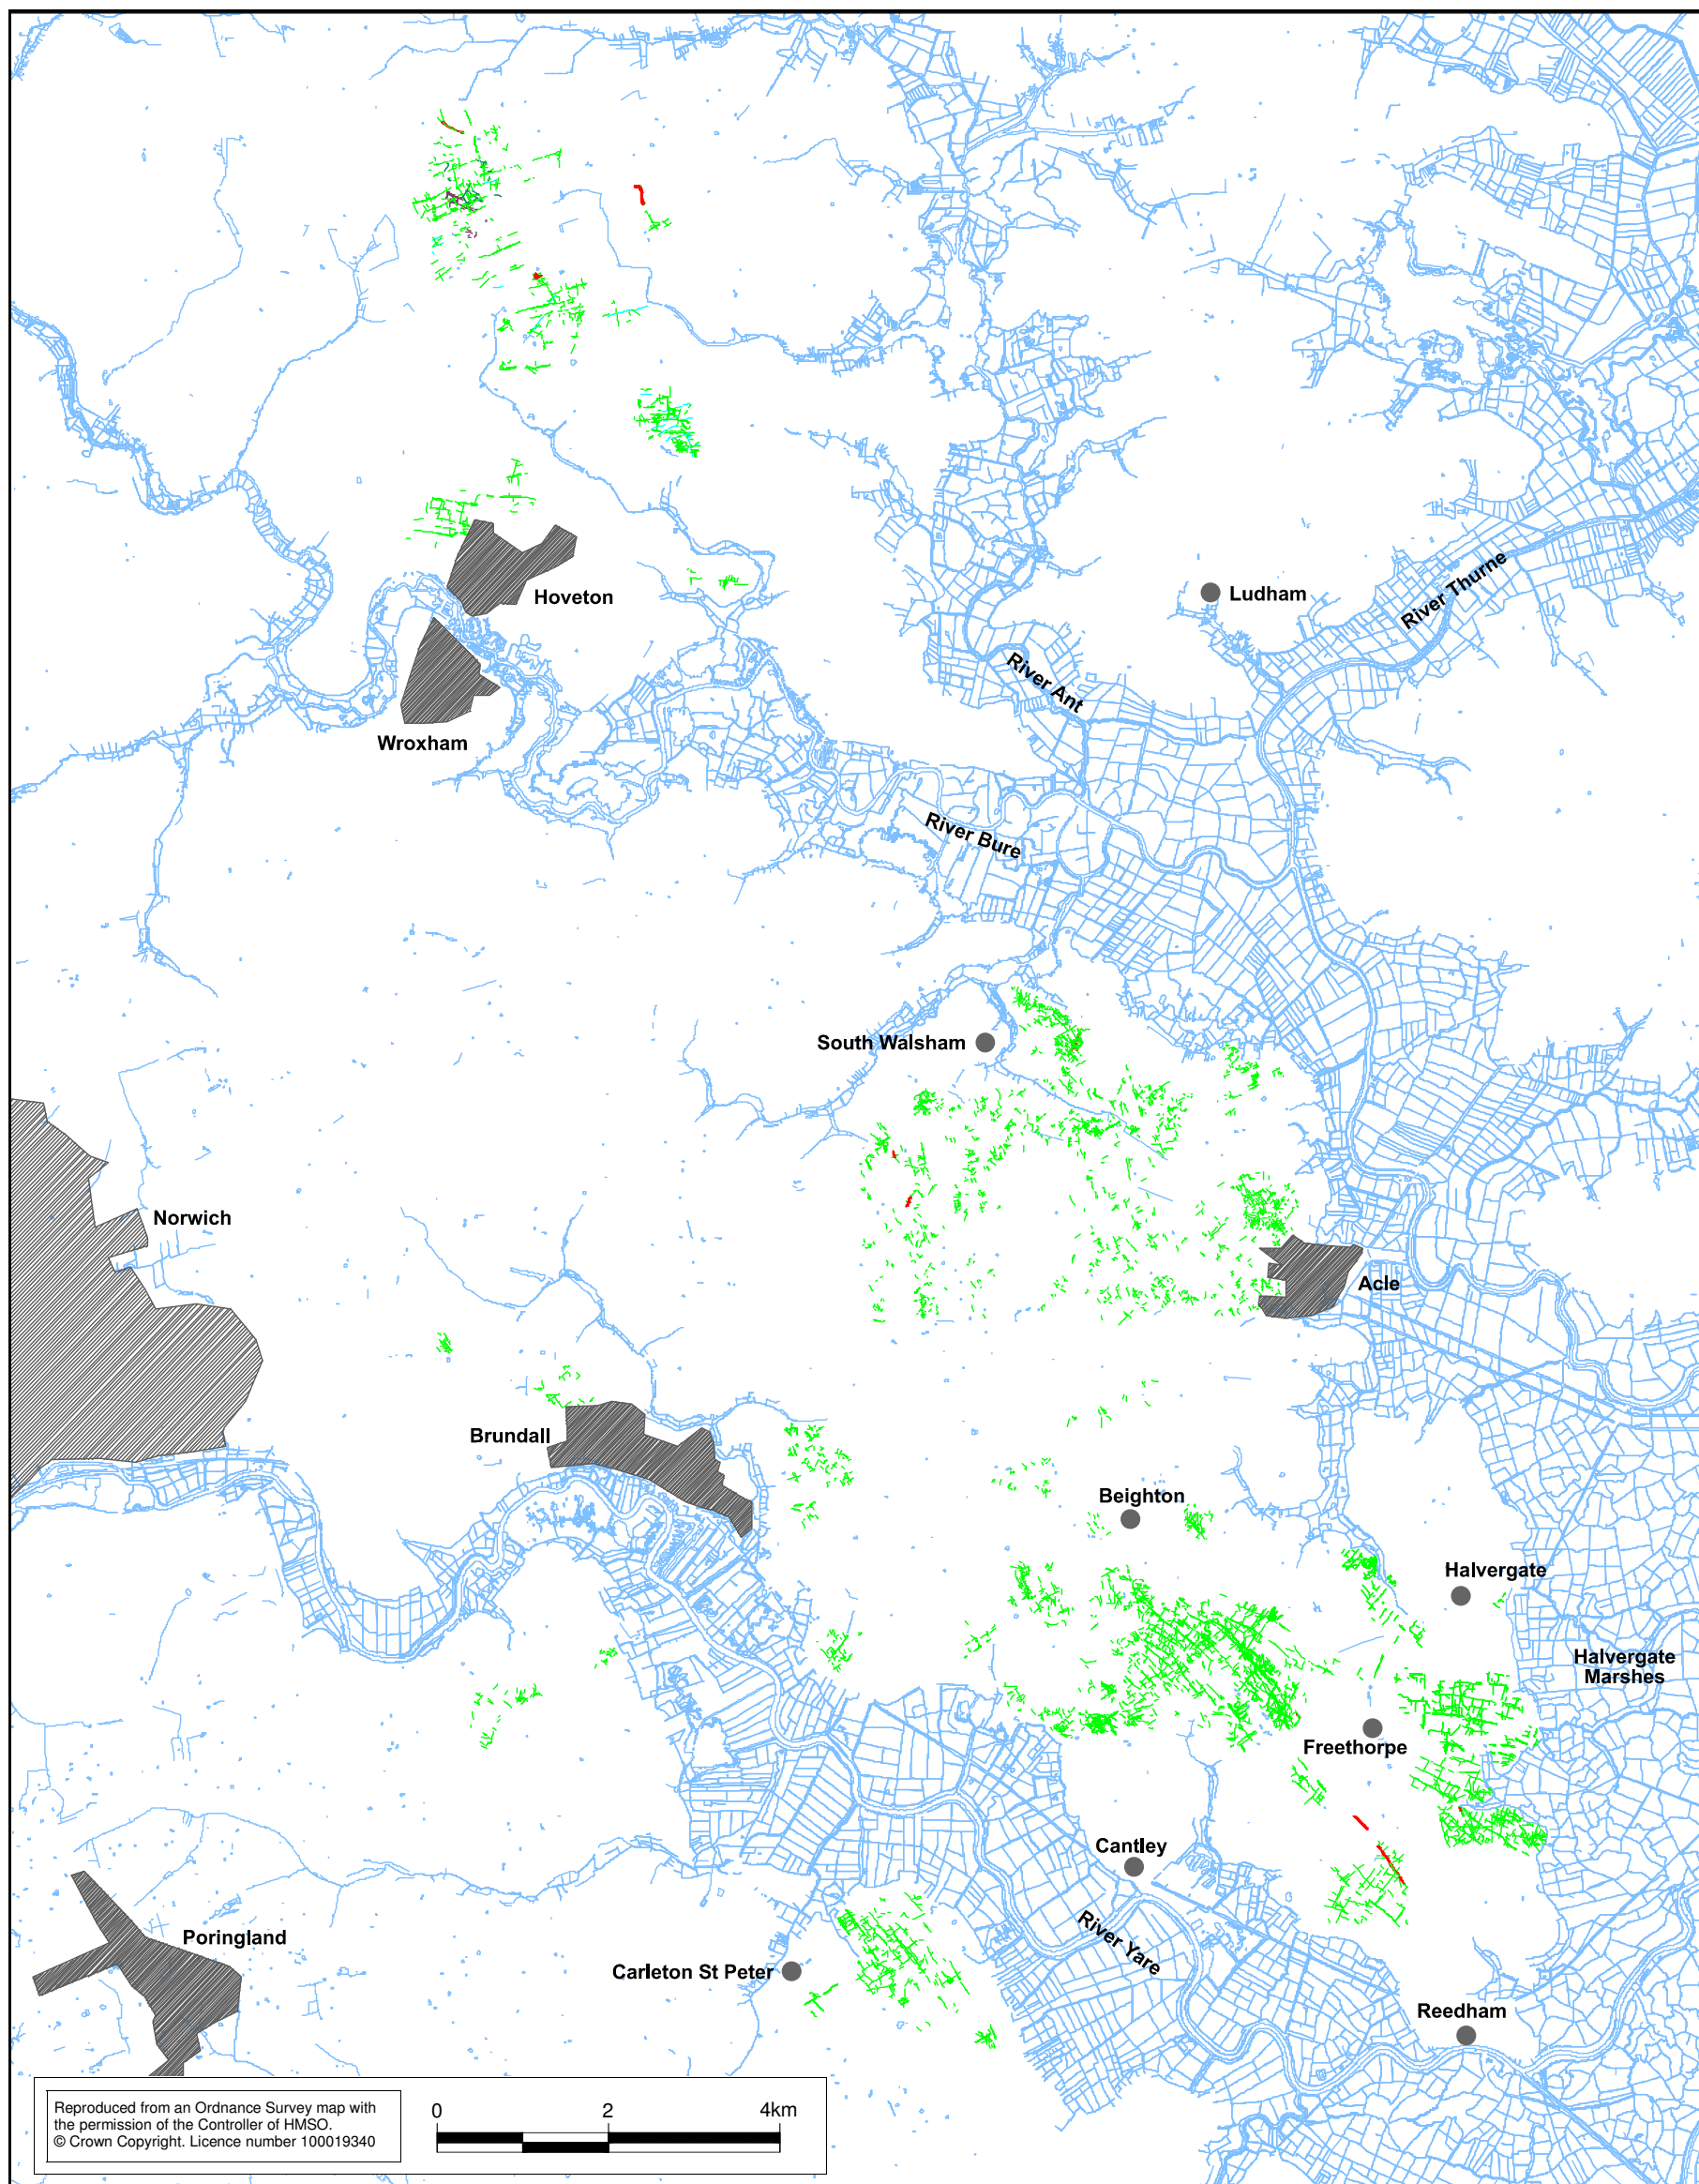 Hoveton
Ludham
River Thurne
River Ant
Wroxham
River Bure
South Walsham
Norwich
Acle
Brundall
Beighton
Halvergate
Halvergate
Marshes
Freethorpe
Cantley
River Yare
Poringland
Carleton St Peter
Reedham
Reproduced from an Ordnance Survey map with
the permission of the Controller of HMSO.
© Crown Copyright. Licence number 100019340
0 2 4km